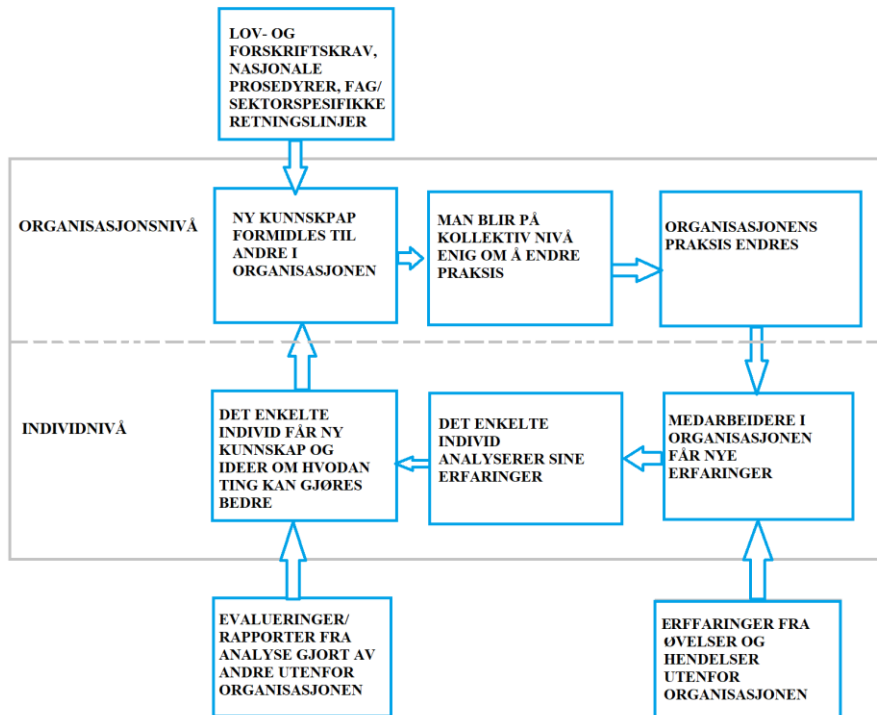 LOV- OG
FORSKRIFTSKRAV,
NASJONALE
PROSEDYRER, FAG/
SEKTORSPESIFIKKE
RETNINGSLINJER
ORGANISASJONSNIVÅ
NY KUNNSKPAP
FORMIDLES TIL
ANDRE I
ORGANISASJONEN
MAN BLIR PÅ
KOLLEKTIV NIVÅ
ENIG OM Å ENDRE
PRAKSIS
ORGANISASJONENS
PRAKSIS ENDRES
INDIVIDNIVÅ
DET ENKELTE
INDIVID FÅR NY
KUNNSKAP OG
IDEER OM HVODAN
TING KAN GJØRES
BEDRE
DET ENKELTE
INDIVID
ANALYSERER SINE
ERFARINGER
MEDARBEIDERE I
ORGANISASJONEN
FÅR NYE
ERFARINGER
EVALUERINGER/
RAPPORTER FRA
ANALYSE GJORT AV
ANDRE UTENFOR
ORGANISASJONEN
ERFFARINGER FRA
ØVELSER OG
HENDELSER
UTENFOR
ORGANISASJONEN